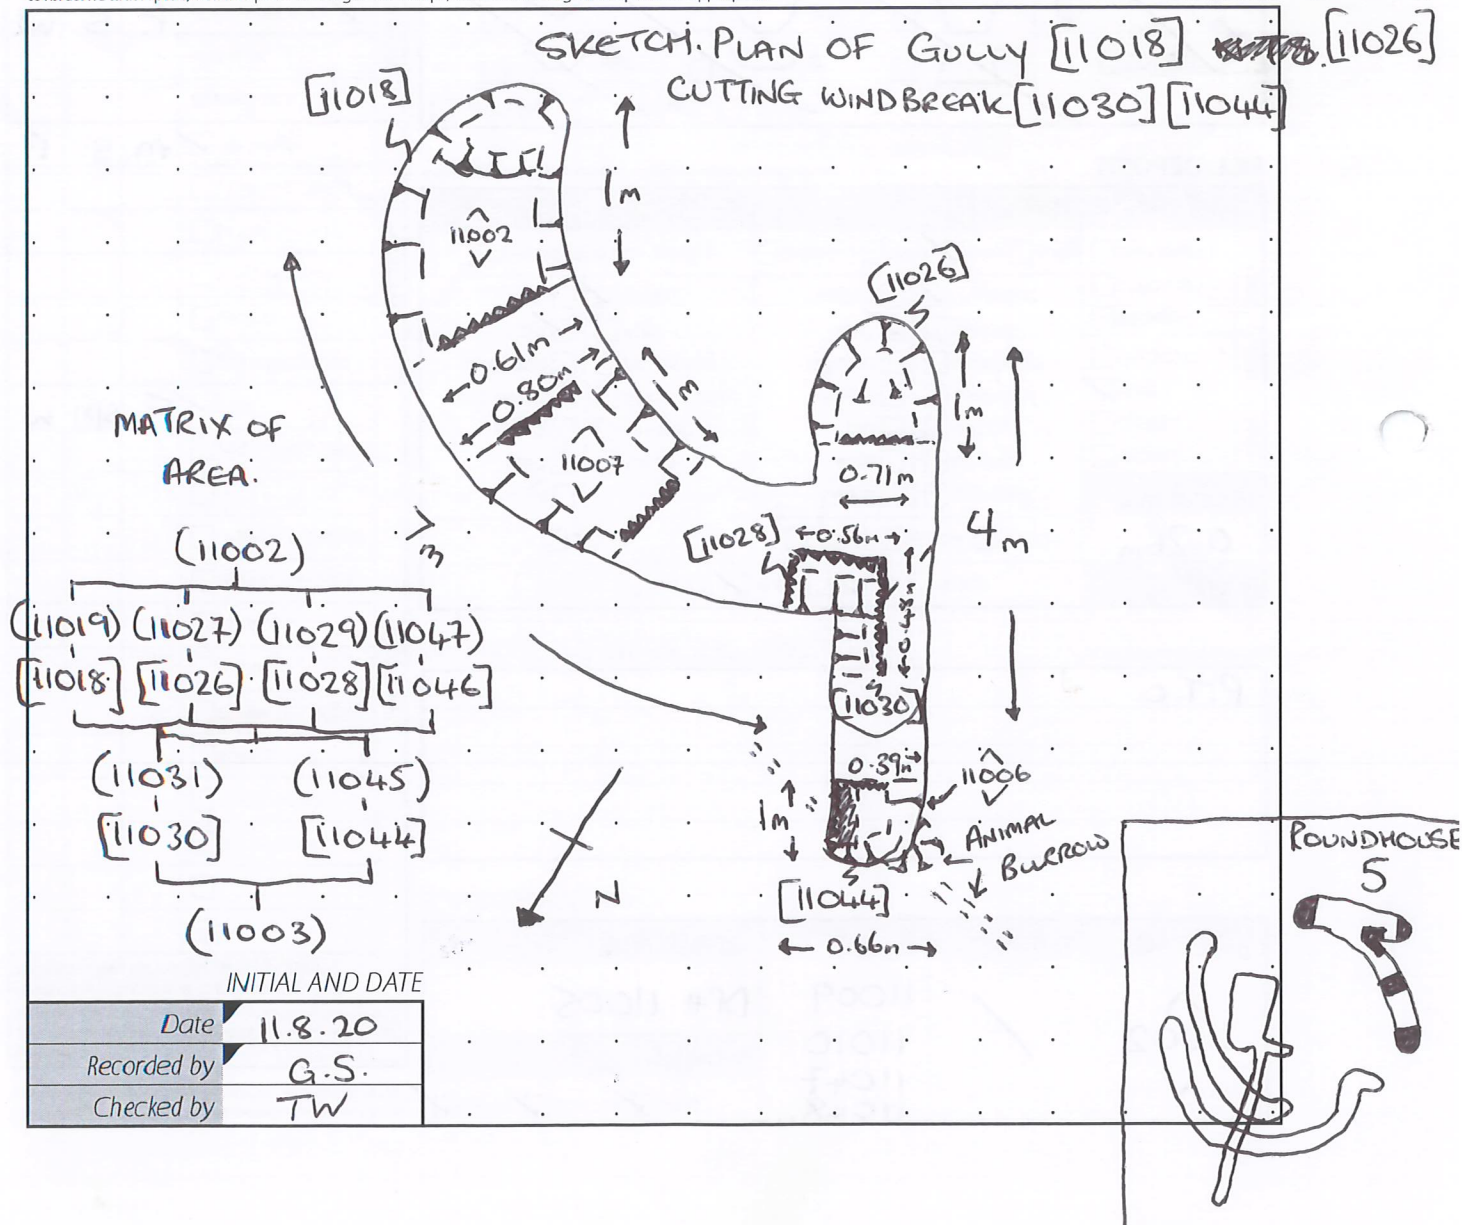 SKETCH. PLAN OF GULLY [11018] [11026]
CUTTING WINDBREAK [11030] [11044]
[11018]
1m
11002
[11026]
0.61m
0.80m
1m
11007
1m
0.71m
4m
MATRIX OF
AREA.
[11028]
0.56m
(11002)
(11019) (11027) (11029) (11047)
[11018] [11026] [11028] [11046]
(11031) (11045)
[11030] [11044]
(11003)
[11030]
0.39m
11006
1m
ANIMAL
BURROW
[11044]
0.66m
N
ROUNDHOUSE
5
INITIAL AND DATE
Date 11.8.20
Recorded by G.S.
Checked by TW